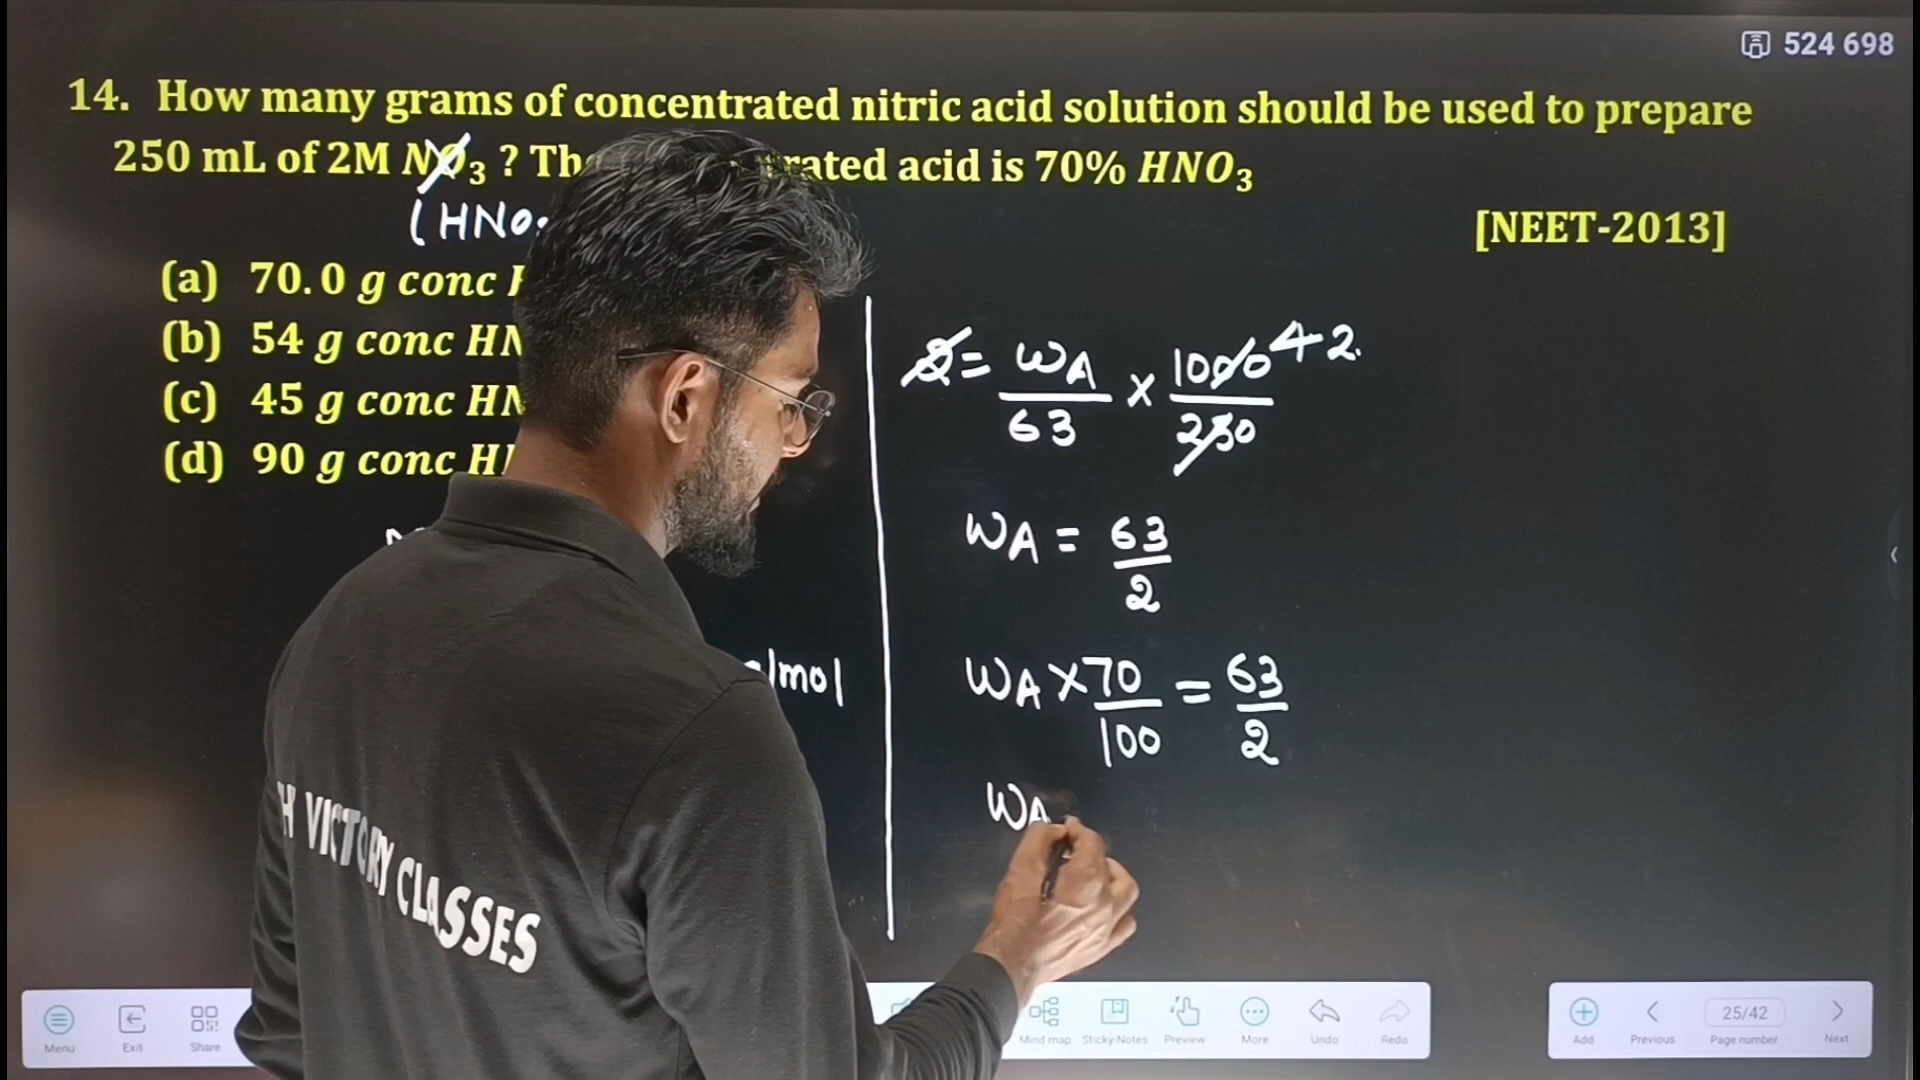 524 698
14. How many grams of concentrated nitric acid solution should be used to prepare
250 mL of 2M NO3 ? Th rated acid is 70% HNO3
(HNO
[NEET-2013]
(a) 70.0 g conc
(b) 54 g conc HN
(c) 45 g conc HN
(d) 90 g conc H
2 = WA/63 × 1000/250 4 2
WA = 63/2
/mol
WA × 70/100 = 63/2
WA
H VICTORY CLASSES
Menu Exit Share Mind map Sticky Notes Preview More Undo Redo Add Previous 25/42 Page number Next